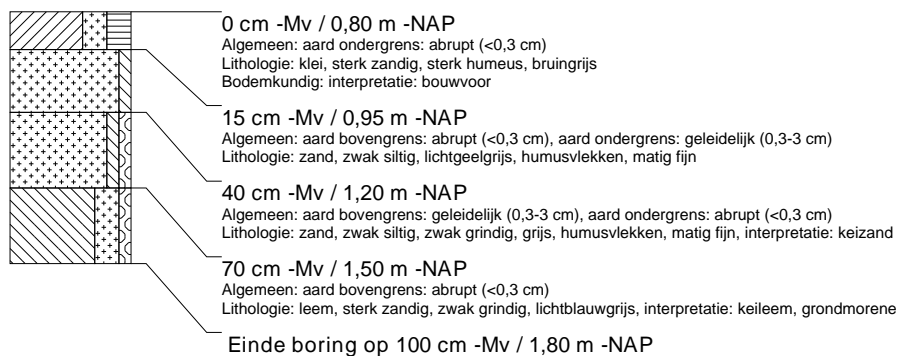 0 cm -Mv / 0,80 m -NAP
Algemeen: aard ondergrens: abrupt (<0,3 cm)
Lithologie: klei, sterk zandig, sterk humeus, bruingrijs
Bodemkundig: interpretatie: bouwvoor
15 cm -Mv / 0,95 m -NAP
Algemeen: aard bovengrens: abrupt (<0,3 cm), aard ondergrens: geleidelijk (0,3-3 cm)
Lithologie: zand, zwak siltig, lichtgeelgrijs, humusvlekken, matig fijn
40 cm -Mv / 1,20 m -NAP
Algemeen: aard bovengrens: geleidelijk (0,3-3 cm), aard ondergrens: abrupt (<0,3 cm)
Lithologie: zand, zwak siltig, zwak grindig, grijs, humusvlekken, matig fijn, interpretatie: keizand
70 cm -Mv / 1,50 m -NAP
Algemeen: aard bovengrens: abrupt (<0,3 cm)
Lithologie: leem, sterk zandig, zwak grindig, lichtblauwgrijs, interpretatie: keileem, grondmorene
Einde boring op 100 cm -Mv / 1,80 m -NAP